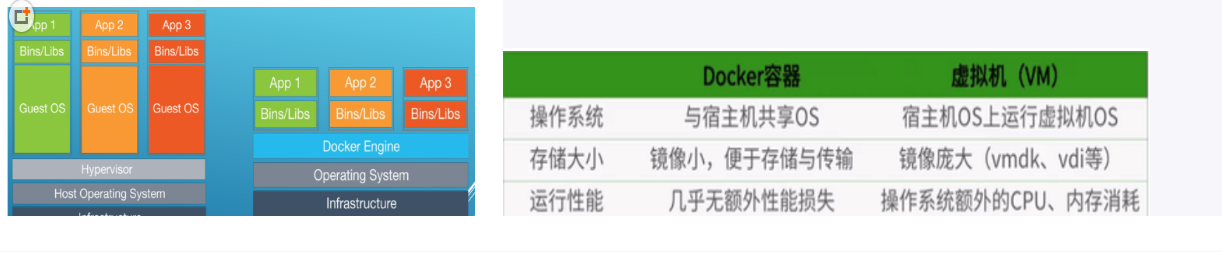 App 1 App 2 App 3
Bins/Libs Bins/Libs Bins/Libs
Guest OS Guest OS Guest OS
Hypervisor
Host Operating System
Infrastructure
App 1 App 2 App 3
Bins/Libs Bins/Libs Bins/Libs
Docker Engine
Operating System
Infrastructure
Docker容器 虚拟机（VM）
操作系统 与宿主机共享OS 宿主机OS上运行虚拟机OS
存储大小 镜像小，便于存储与传输 镜像庞大（vmdk、vdi等）
运行性能 几乎无额外性能损失 操作系统额外的CPU、内存消耗